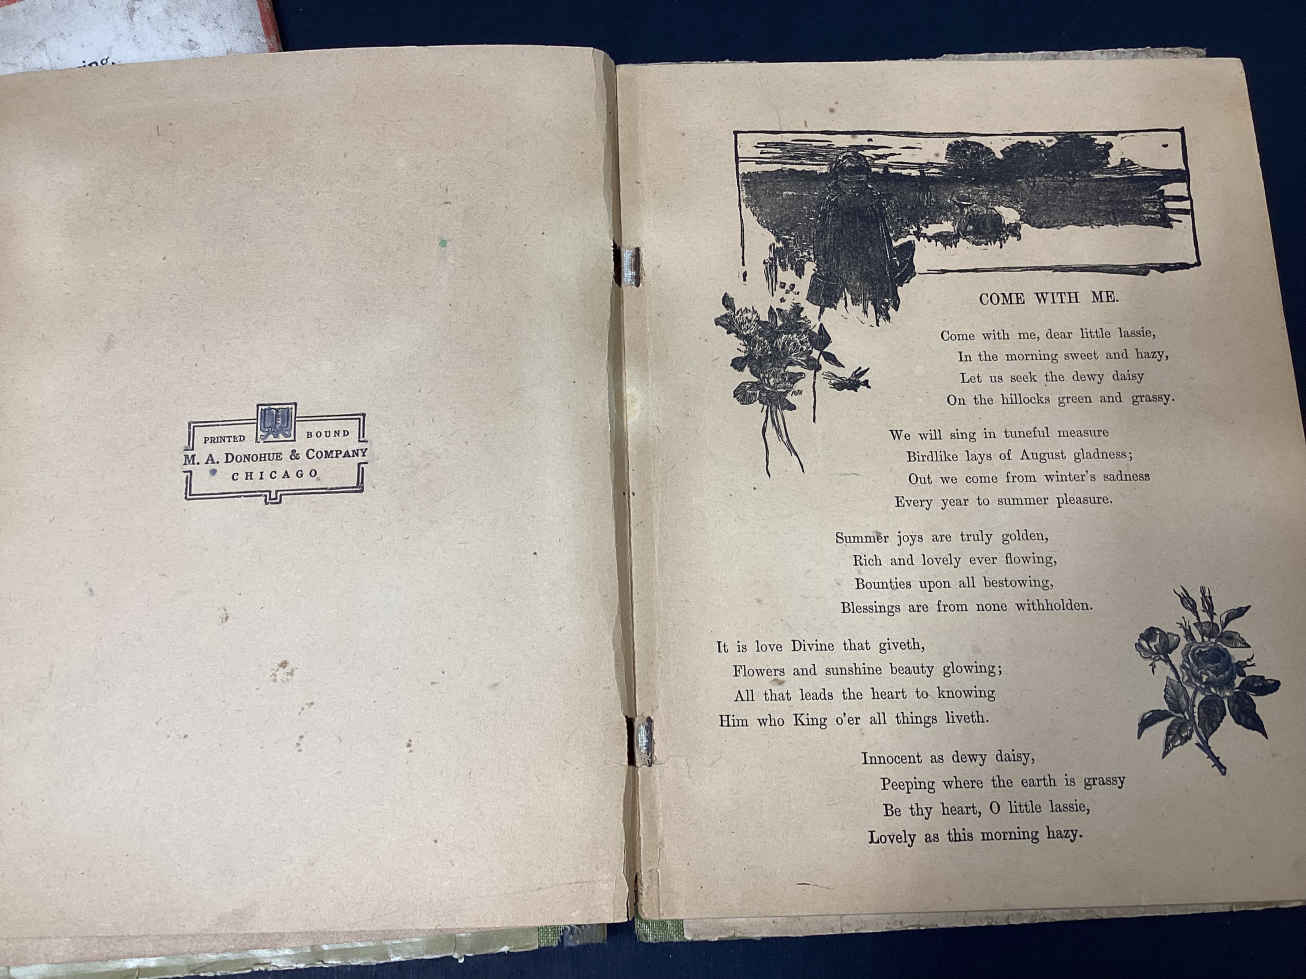 PRINTED BOUND
M. A. DONOHUE & COMPANY
CHICAGO
COME WITH ME.
Come with me, dear little lassie,
In the morning sweet and hazy,
Let us seek the dewy daisy
On the hillocks green and grassy.
We will sing in tuneful measure
Birdlike lays of August gladness;
Out we come from winter's sadness
Every year to summer pleasure.
Summer joys are truly golden,
Rich and lovely ever flowing,
Bounties upon all bestowing,
Blessings are from none withholden.
It is love Divine that giveth,
Flowers and sunshine beauty glowing;
All that leads the heart to knowing
Him who King o'er all things liveth.
Innocent as dewy daisy,
Peeping where the earth is grassy
Be thy heart, O little lassie,
Lovely as this morning hazy.